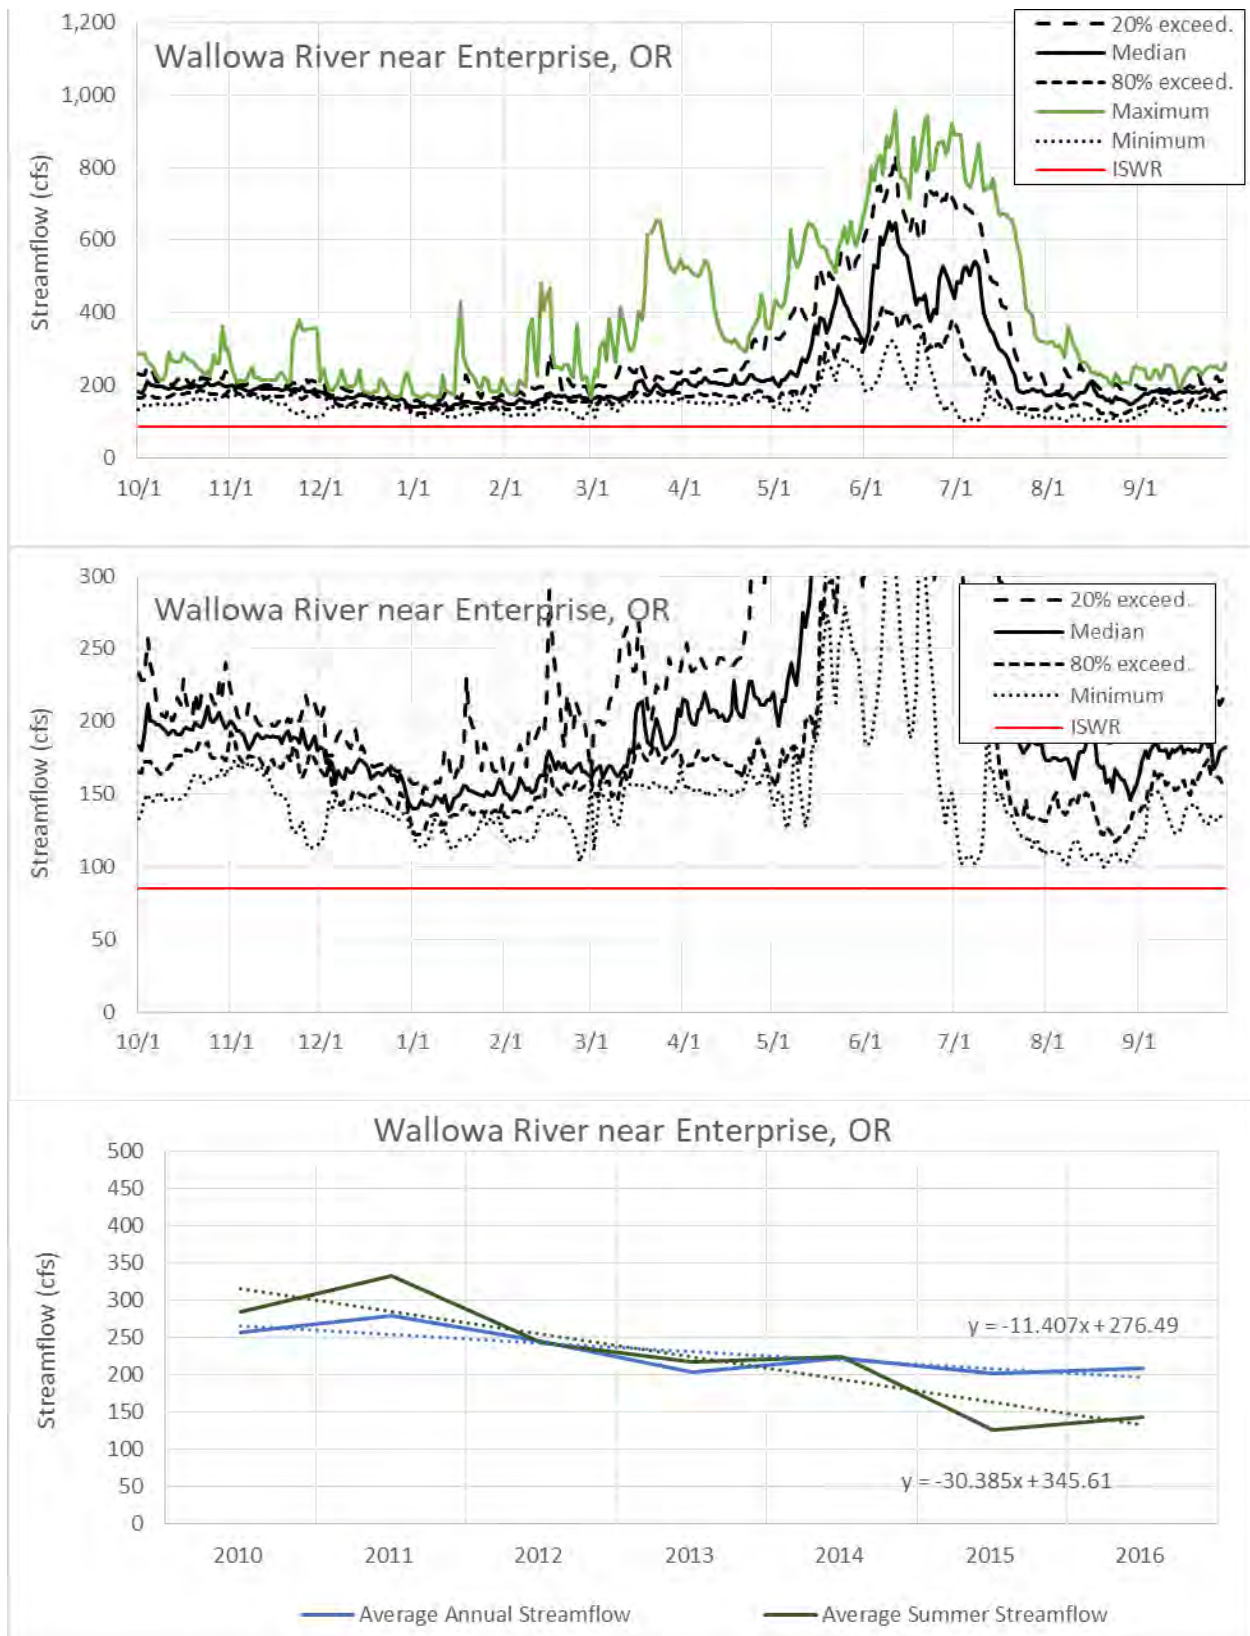 Wallowa River near Enterprise, OR
Streamflow (cfs)
1,200
1,000
800
600
400
200
0
10/1 11/1 12/1 1/1 2/1 3/1 4/1 5/1 6/1 7/1 8/1 9/1
20% exceed.
Median
80% exceed.
Maximum
Minimum
ISWR
Wallowa River near Enterprise, OR
Streamflow (cfs)
300
250
200
150
100
50
0
10/1 11/1 12/1 1/1 2/1 3/1 4/1 5/1 6/1 7/1 8/1 9/1
20% exceed.
Median
80% exceed.
Minimum
ISWR
Wallowa River near Enterprise, OR
Streamflow (cfs)
500
450
400
350
300
250
200
150
100
50
0
y = -11.407x + 276.49
y = -30.385x + 345.61
2010 2011 2012 2013 2014 2015 2016
Average Annual Streamflow Average Summer Streamflow